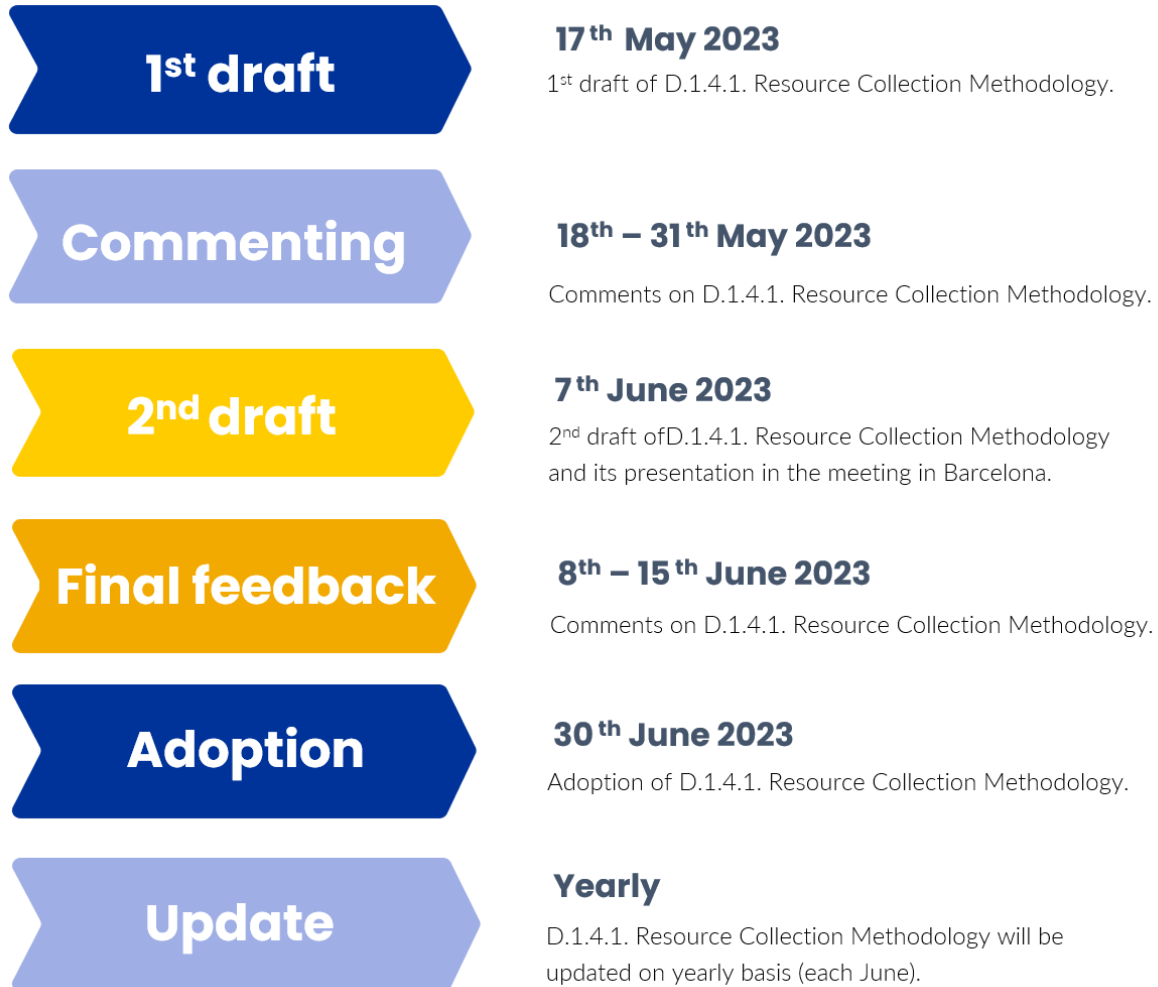 1st draft
17th May 2023
1st draft of D.1.4.1. Resource Collection Methodology.
Commenting
18th – 31th May 2023
Comments on D.1.4.1. Resource Collection Methodology.
2nd draft
7th June 2023
2nd draft ofD.1.4.1. Resource Collection Methodology
and its presentation in the meeting in Barcelona.
Final feedback
8th – 15th June 2023
Comments on D.1.4.1. Resource Collection Methodology.
Adoption
30th June 2023
Adoption of D.1.4.1. Resource Collection Methodology.
Update
Yearly
D.1.4.1. Resource Collection Methodology will be
updated on yearly basis (each June).